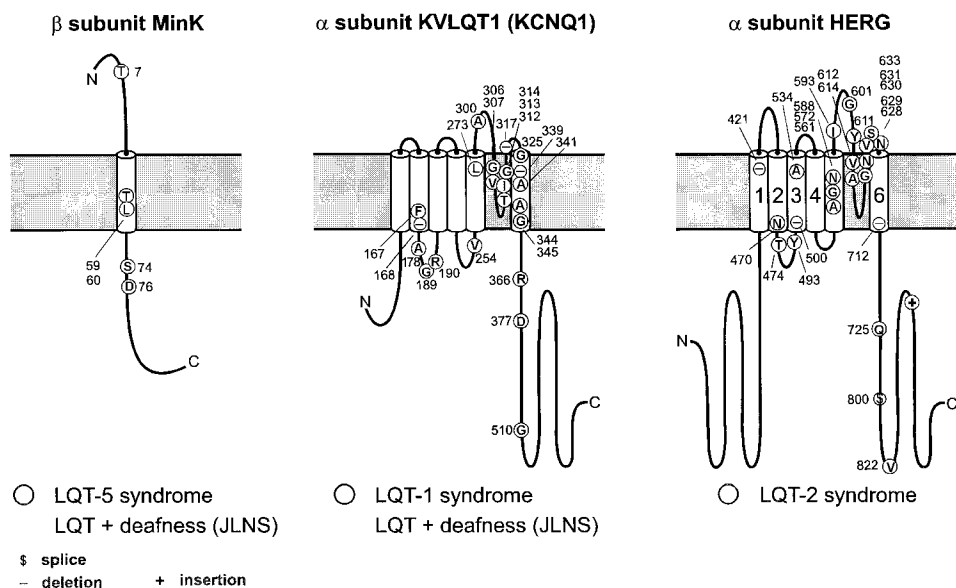 β subunit MinK
N
T 7
T
L
59
60
S 74
D 76
C
LQT-5 syndrome
LQT + deafness (JLNS)
$ splice
− deletion + insertion
α subunit KVLQT1 (KCNQ1)
306
307
314
313
312
300 A
317
−
325
339
341
273
L
G
V
G
I
T
G
−
A
A
G
F
−
167
168
A
178
G
189
R
190
V
254
344
345
N
366 R
377 D
510 G
C
LQT-1 syndrome
LQT + deafness (JLNS)
α subunit HERG
633
631
630
629
628
612
614
593
601
G
588
572
561
534
421
611
I
Y
S
V
N
−
A
V
N
A
G
N
G
A
1 2 3 4 6
N
−
−
470
T
474
Y
493
500
712
N
725 Q
+
800 S
822 V
C
LQT-2 syndrome